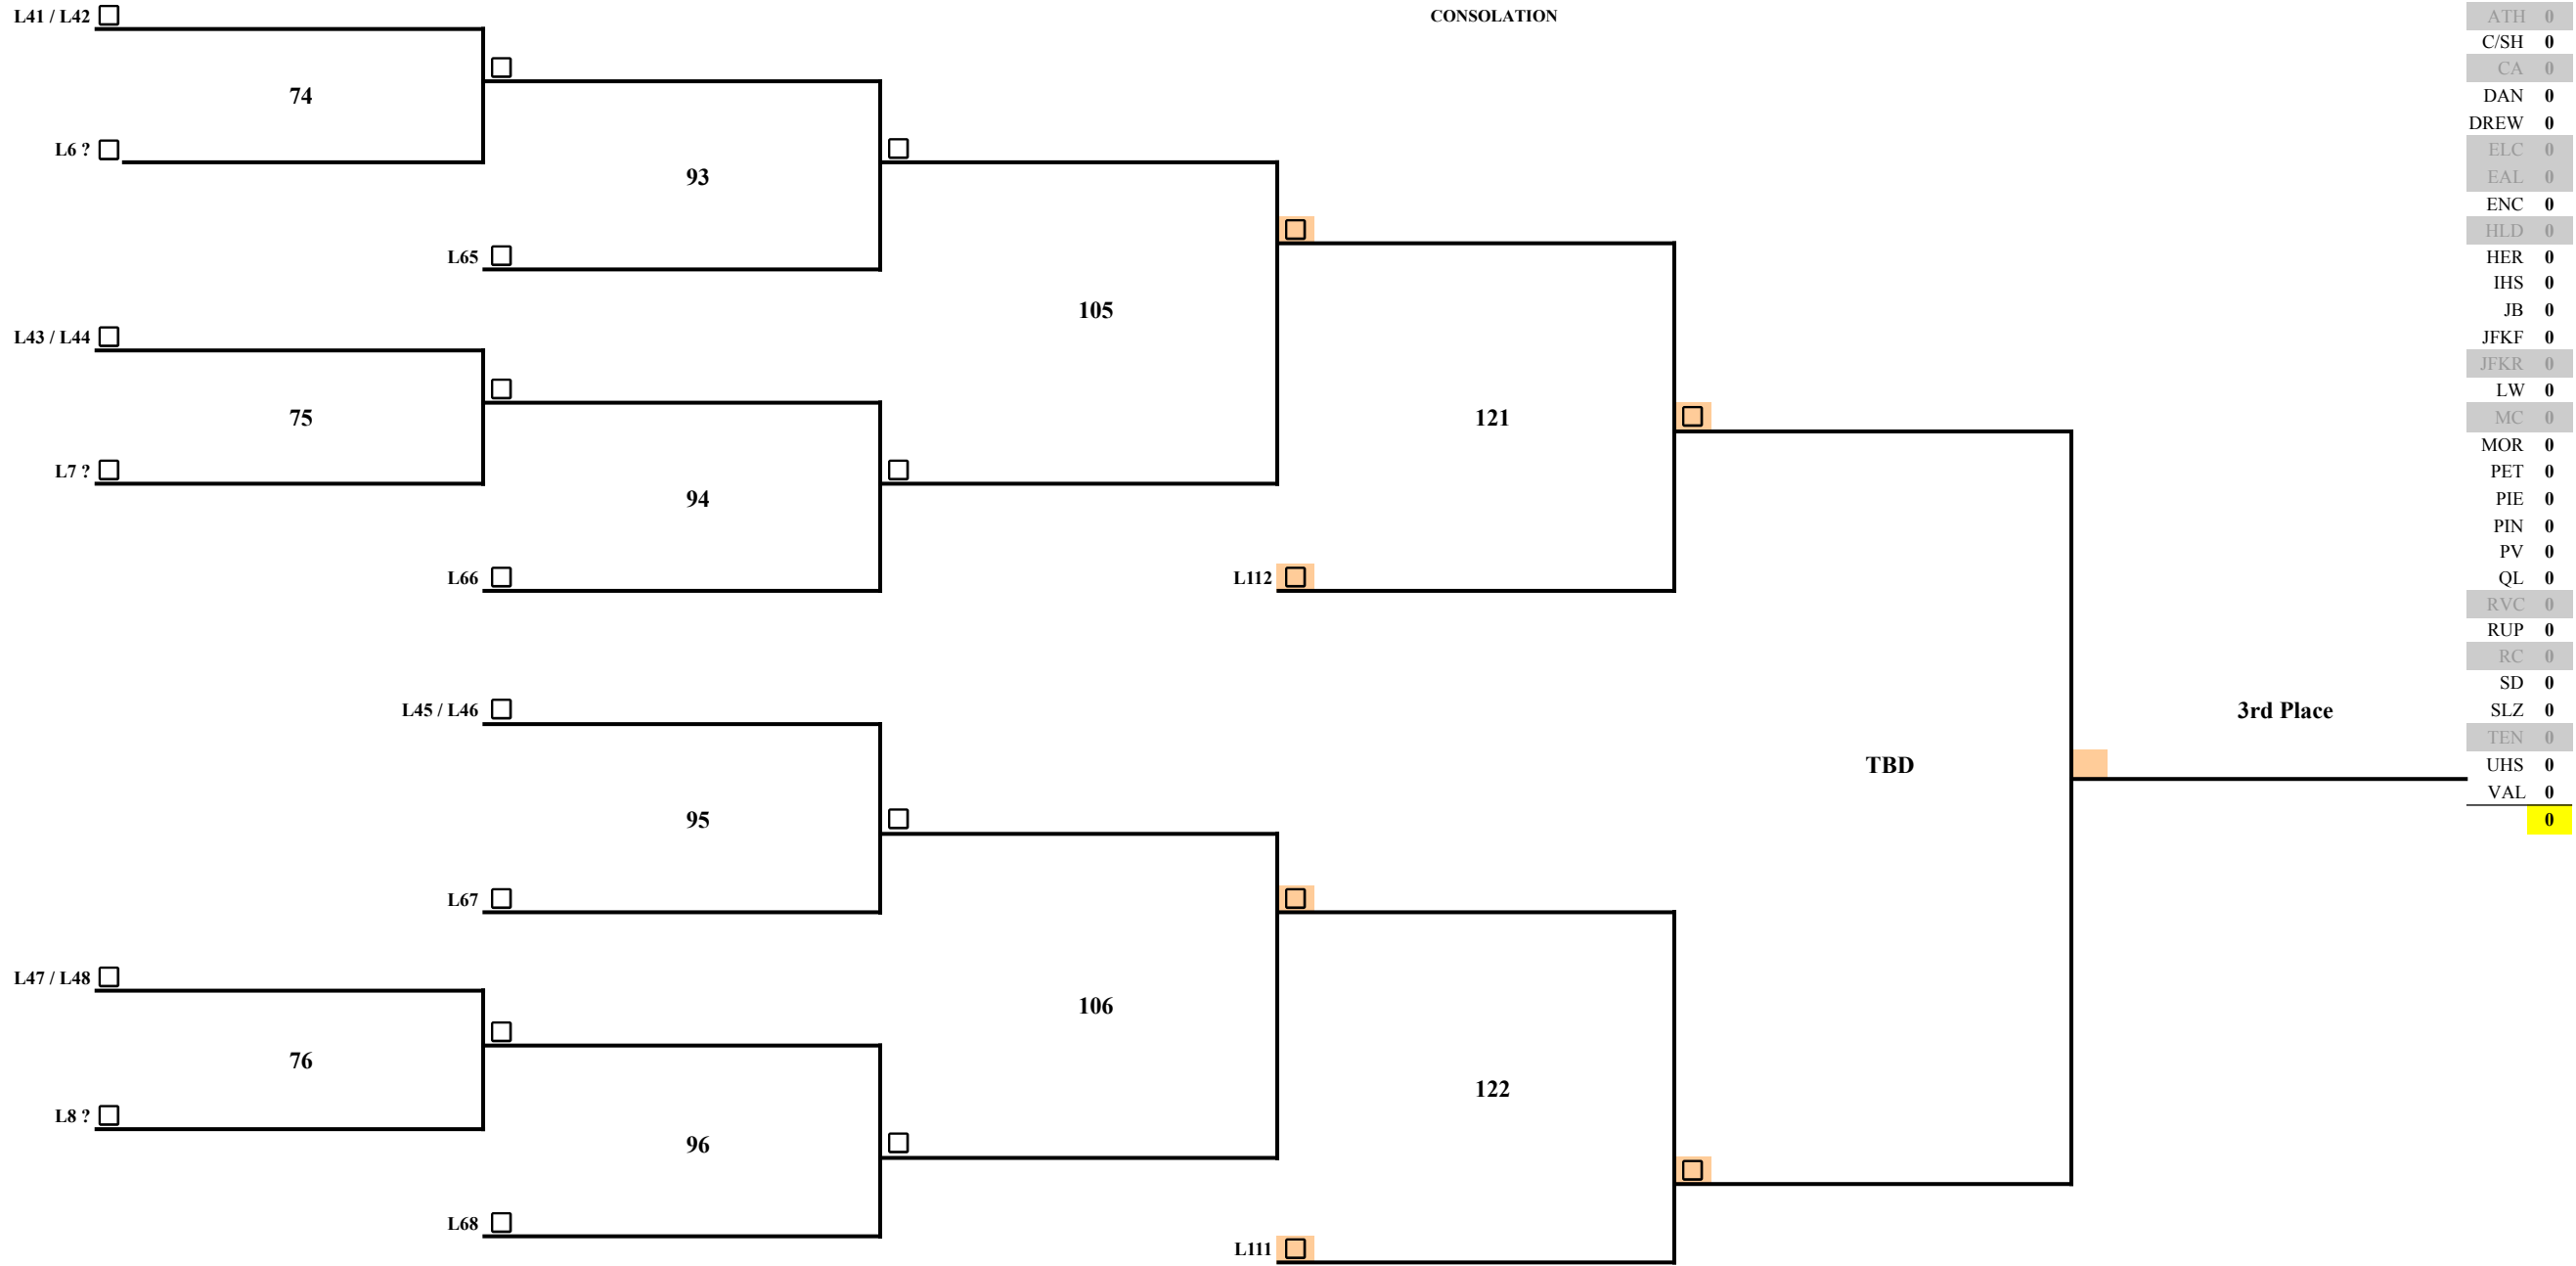 CONSOLATION
L41 / L42
74
L6 ?
93
L65
105
L43 / L44
75
L7 ?
94
L66
121
L112
L45 / L46
95
L67
106
L47 / L48
76
L8 ?
96
L68
122
L111
TBD
3rd Place
ATH 0
C/SH 0
CA 0
DAN 0
DREW 0
ELC 0
EAL 0
ENC 0
HLD 0
HER 0
IHS 0
JB 0
JFKF 0
JFKR 0
LW 0
MC 0
MOR 0
PET 0
PIE 0
PIN 0
PV 0
QL 0
RVC 0
RUP 0
RC 0
SD 0
SLZ 0
TEN 0
UHS 0
VAL 0
0